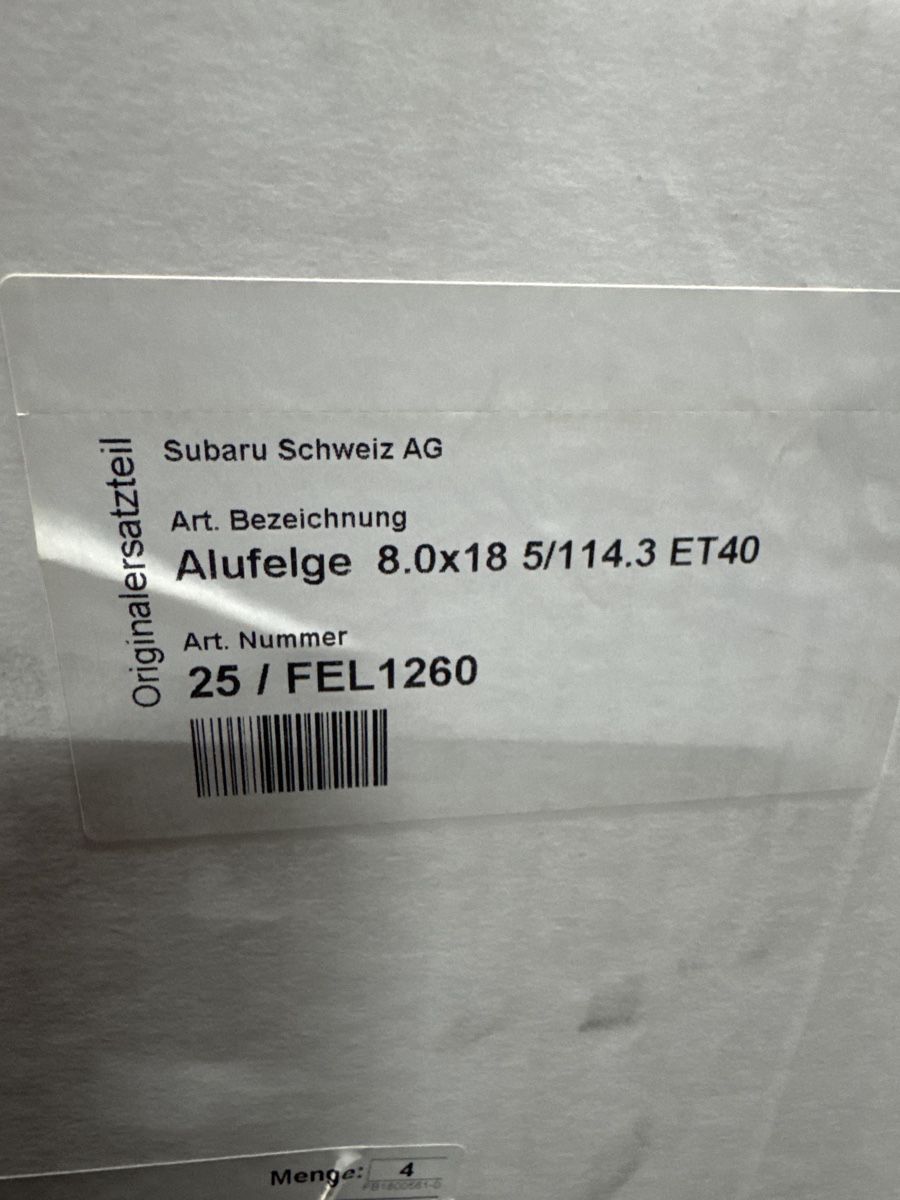 Originalersatzteil
Subaru Schweiz AG
Art. Bezeichnung
Alufelge 8.0x18 5/114.3 ET40
Art. Nummer
25 / FEL1260
Menge: 4